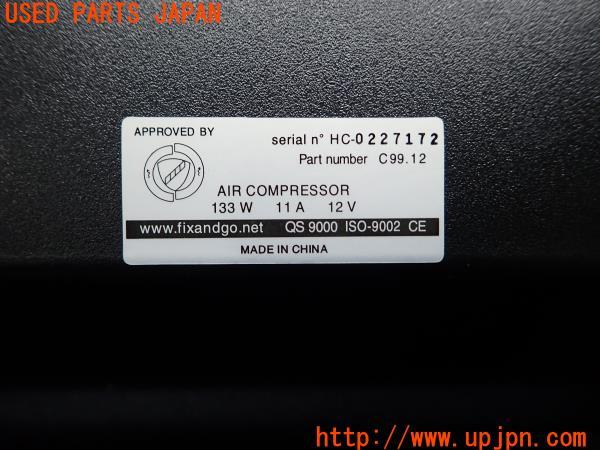 USED PARTS JAPAN
APPROVED BY
serial n° HC-0227172
Part number C99.12
AIR COMPRESSOR
133 W 11 A 12 V
www.fixandgo.net QS 9000 ISO-9002 CE
MADE IN CHINA
http://www.upjpn.com